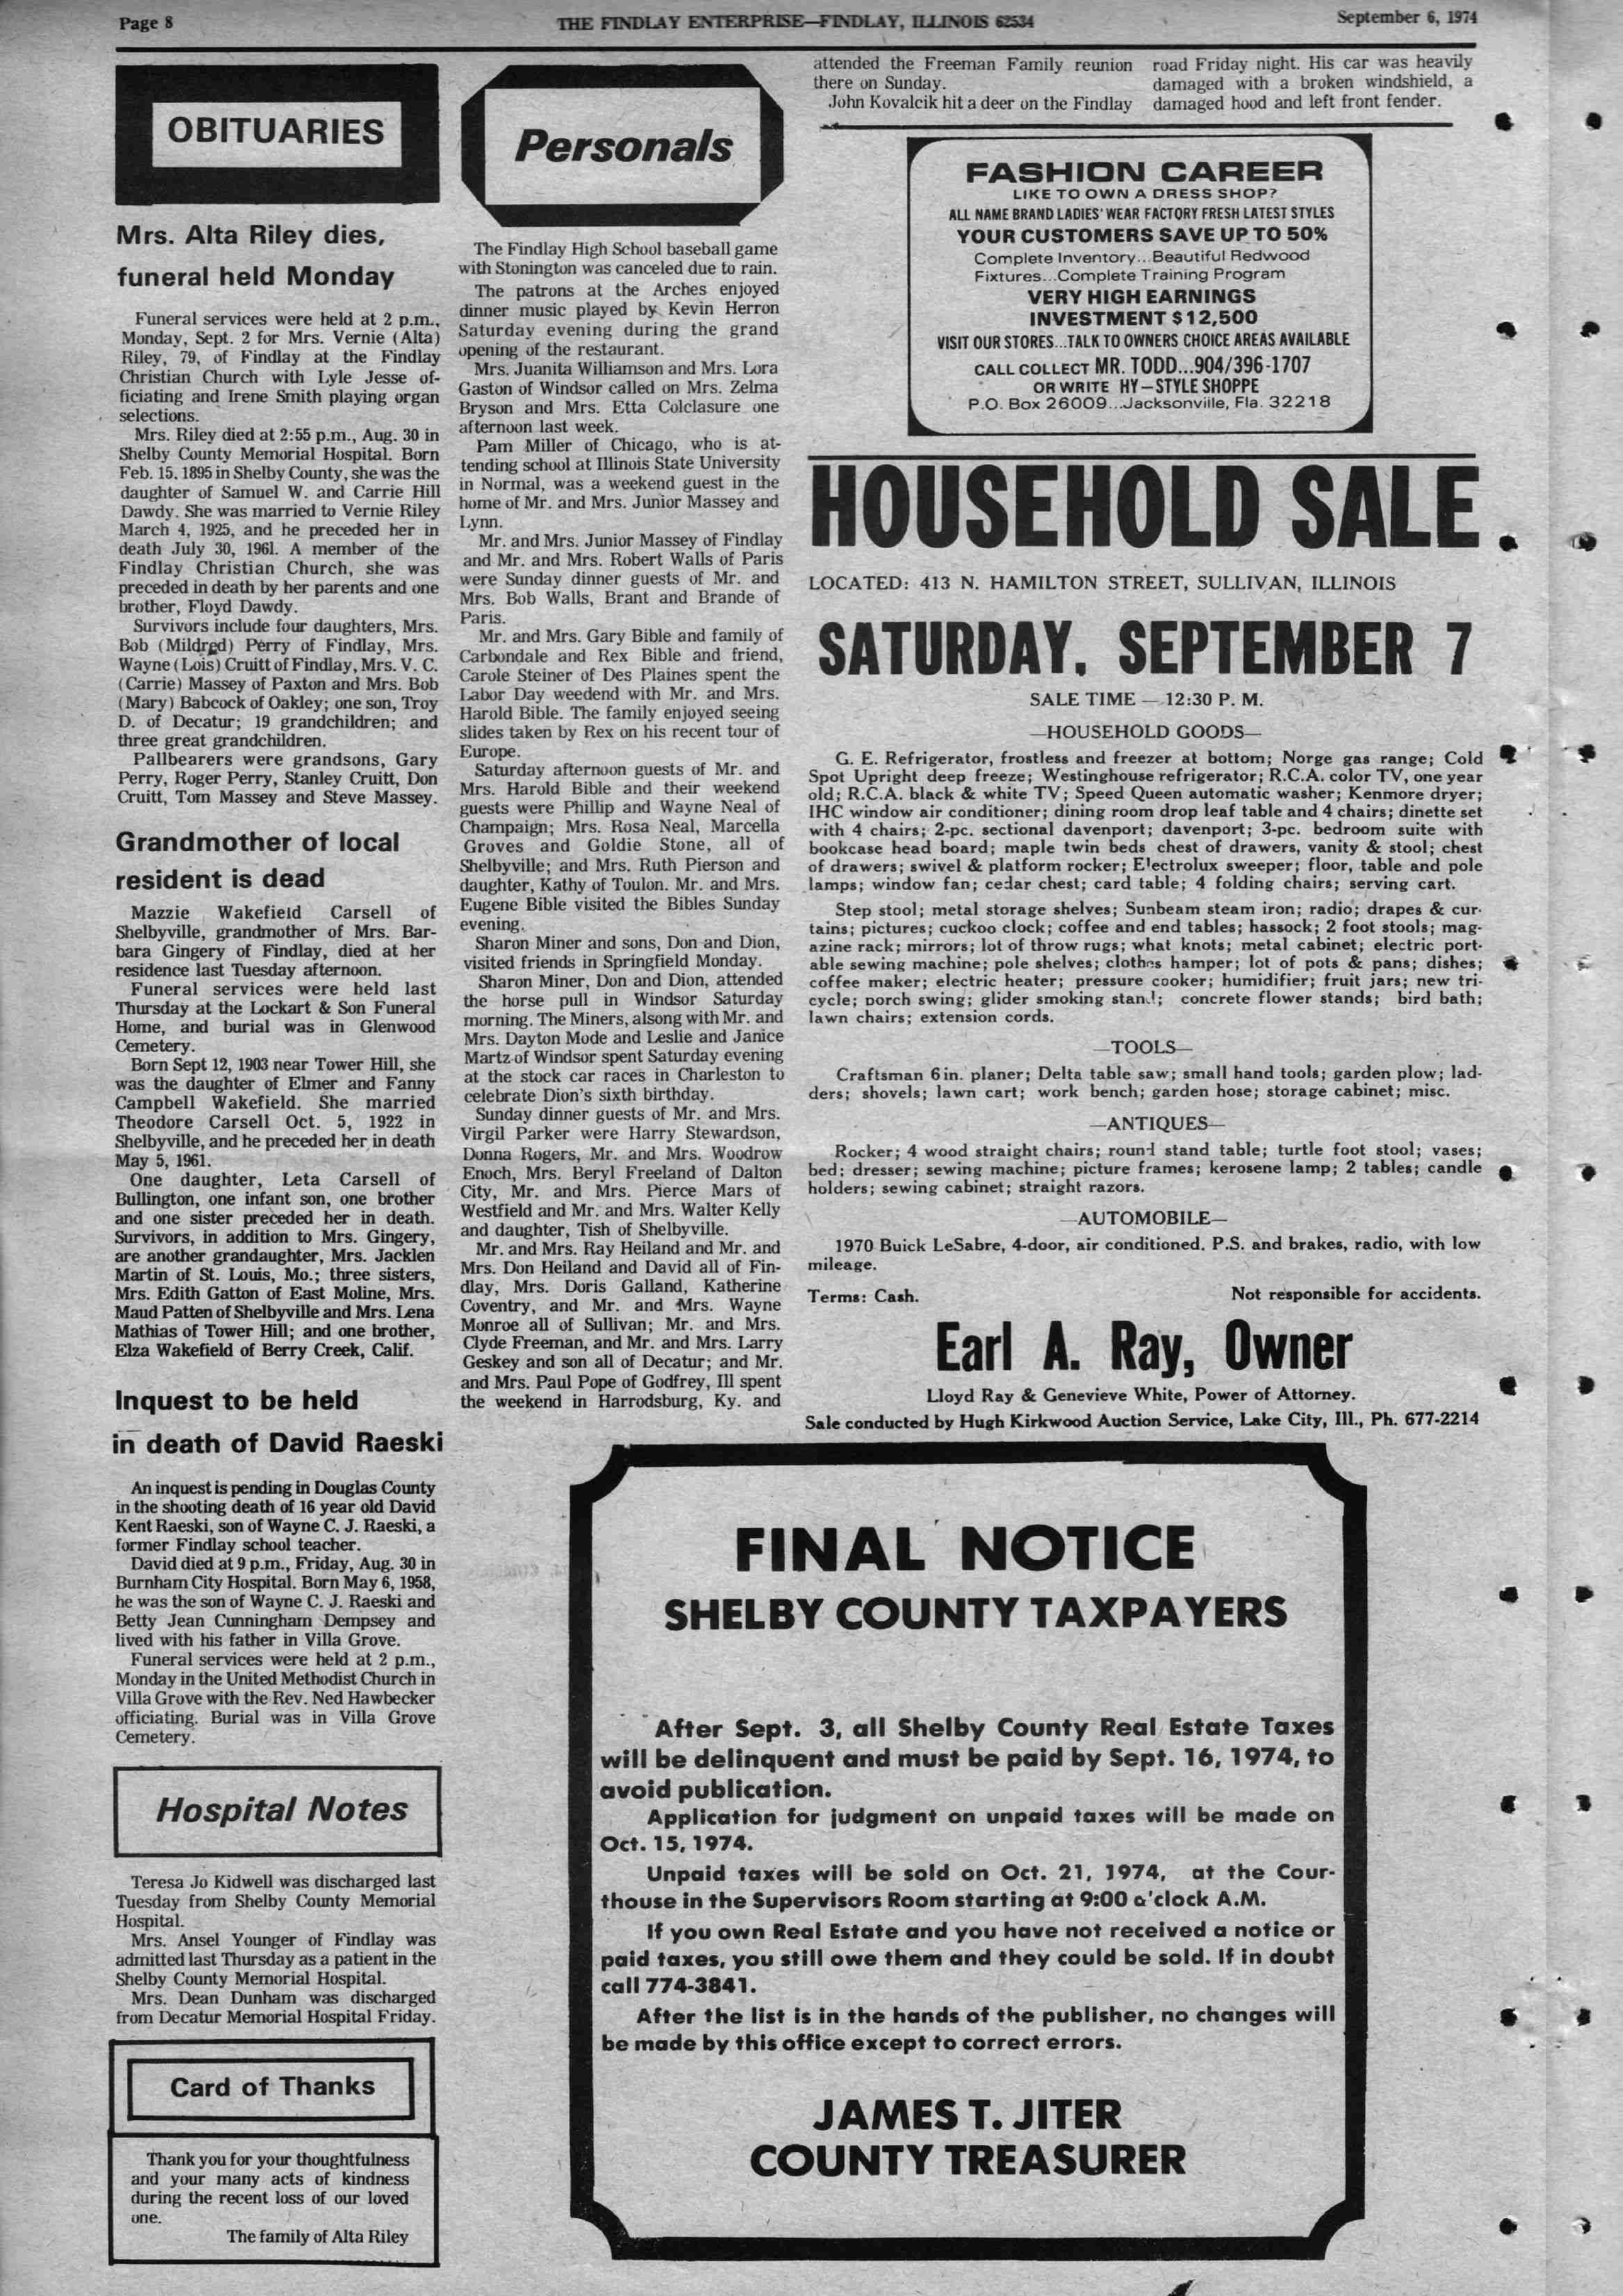 Page 8
THE FINDLAY ENTERPRISE—FINDLAY, ILLINOIS 62534
September 6, 1974
OBITUARIES
Mrs. Alta Riley dies,
funeral held Monday
Funeral services were held at 2 p.m.,
Monday, Sept. 2 for Mrs. Vernie (Alta)
Riley, 79, of Findlay at the Findlay
Christian Church with Lyle Jesse of-
ficiating and Irene Smith playing organ
selections.
Mrs. Riley died at 2:55 p.m., Aug. 30 in
Shelby County Memorial Hospital. Born
Feb. 15, 1895 in Shelby County, she was the
daughter of Samuel W. and Carrie Hill
Dawdy. She was married to Vernie Riley
March 4, 1925, and he preceded her in
death July 30, 1961. A member of the
Findlay Christian Church, she was
preceded in death by her parents and one
brother, Floyd Dawdy.
Survivors include four daughters, Mrs.
Bob (Mildred) Perry of Findlay, Mrs.
Wayne (Lois) Cruitt of Findlay, Mrs. V. C.
(Carrie) Massey of Paxton and Mrs. Bob
(Mary) Babcock of Oakley; one son, Troy
D. of Decatur; 19 grandchildren; and
three great grandchildren.
Pallbearers were grandsons, Gary
Perry, Roger Perry, Stanley Cruitt, Don
Cruitt, Tom Massey and Steve Massey.
Grandmother of local
resident is dead
Mazzie Wakefield Carsell of
Shelbyville, grandmother of Mrs. Bar-
bara Gingery of Findlay, died at her
residence last Tuesday afternoon.
Funeral services were held last
Thursday at the Lockart & Son Funeral
Home, and burial was in Glenwood
Cemetery.
Born Sept 12, 1903 near Tower Hill, she
was the daughter of Elmer and Fanny
Campbell Wakefield. She married
Theodore Carsell Oct. 5, 1922 in
Shelbyville, and he preceded her in death
May 5, 1961.
One daughter, Leta Carsell of
Bullington, one infant son, one brother
and one sister preceded her in death.
Survivors, in addition to Mrs. Gingery,
are another grandaughter, Mrs. Jacklen
Martin of St. Louis, Mo.; three sisters,
Mrs. Edith Gatton of East Moline, Mrs.
Maud Patten of Shelbyville and Mrs. Lena
Mathias of Tower Hill; and one brother,
Elza Wakefield of Berry Creek, Calif.
Inquest to be held
in death of David Raeski
An inquest is pending in Douglas County
in the shooting death of 16 year old David
Kent Raeski, son of Wayne C. J. Raeski, a
former Findlay school teacher.
David died at 9 p.m., Friday, Aug. 30 in
Burnham City Hospital. Born May 6, 1958,
he was the son of Wayne C. J. Raeski and
Betty Jean Cunningham Dempsey and
lived with his father in Villa Grove.
Funeral services were held at 2 p.m.,
Monday in the United Methodist Church in
Villa Grove with the Rev. Ned Hawbecker
officiating. Burial was in Villa Grove
Cemetery.
Hospital Notes
Teresa Jo Kidwell was discharged last
Tuesday from Shelby County Memorial
Hospital.
Mrs. Ansel Younger of Findlay was
admitted last Thursday as a patient in the
Shelby County Memorial Hospital.
Mrs. Dean Dunham was discharged
from Decatur Memorial Hospital Friday.
Card of Thanks
Thank you for your thoughtfulness
and your many acts of kindness
during the recent loss of our loved
one.
The family of Alta Riley
Personals
The Findlay High School baseball game
with Stonington was canceled due to rain.
The patrons at the Arches enjoyed
dinner music played by Kevin Herron
Saturday evening during the grand
opening of the restaurant.
Mrs. Juanita Williamson and Mrs. Lora
Gaston of Windsor called on Mrs. Zelma
Bryson and Mrs. Etta Colclasure one
afternoon last week.
Pam Miller of Chicago, who is at-
tending school at Illinois State University
in Normal, was a weekend guest in the
home of Mr. and Mrs. Junior Massey and
Lynn.
Mr. and Mrs. Junior Massey of Findlay
and Mr. and Mrs. Robert Walls of Paris
were Sunday dinner guests of Mr. and
Mrs. Bob Walls, Brant and Brande of
Paris.
Mr. and Mrs. Gary Bible and family of
Carbondale and Rex Bible and friend,
Carole Steiner of Des Plaines spent the
Labor Day weedend with Mr. and Mrs.
Harold Bible. The family enjoyed seeing
slides taken by Rex on his recent tour of
Europe.
Saturday afternoon guests of Mr. and
Mrs. Harold Bible and their weekend
guests were Phillip and Wayne Neal of
Champaign; Mrs. Rosa Neal, Marcella
Groves and Goldie Stone, all of
Shelbyville; and Mrs. Ruth Pierson and
daughter, Kathy of Toulon. Mr. and Mrs.
Eugene Bible visited the Bibles Sunday
evening.
Sharon Miner and sons, Don and Dion,
visited friends in Springfield Monday.
Sharon Miner, Don and Dion, attended
the horse pull in Windsor Saturday
morning. The Miners, alsong with Mr. and
Mrs. Dayton Mode and Leslie and Janice
Martz of Windsor spent Saturday evening
at the stock car races in Charleston to
celebrate Dion's sixth birthday.
Sunday dinner guests of Mr. and Mrs.
Virgil Parker were Harry Stewardson,
Donna Rogers, Mr. and Mrs. Woodrow
Enoch, Mrs. Beryl Freeland of Dalton
City, Mr. and Mrs. Pierce Mars of
Westfield and Mr. and Mrs. Walter Kelly
and daughter, Tish of Shelbyville.
Mr. and Mrs. Ray Heiland and Mr. and
Mrs. Don Heiland and David all of Fin-
dlay, Mrs. Doris Galland, Katherine
Coventry, and Mr. and Mrs. Wayne
Monroe all of Sullivan; Mr. and Mrs.
Clyde Freeman, and Mr. and Mrs. Larry
Geskey and son all of Decatur; and Mr.
and Mrs. Paul Pope of Godfrey, Ill spent
the weekend in Harrodsburg, Ky. and
attended the Freeman Family reunion
there on Sunday.
John Kovalcik hit a deer on the Findlay
road Friday night. His car was heavily
damaged with a broken windshield, a
damaged hood and left front fender.
FASHION CAREER
LIKE TO OWN A DRESS SHOP?
ALL NAME BRAND LADIES' WEAR FACTORY FRESH LATEST STYLES
YOUR CUSTOMERS SAVE UP TO 50%
Complete Inventory...Beautiful Redwood
Fixtures...Complete Training Program
VERY HIGH EARNINGS
INVESTMENT $12,500
VISIT OUR STORES...TALK TO OWNERS CHOICE AREAS AVAILABLE
CALL COLLECT MR. TODD...904/396-1707
OR WRITE HY–STYLE SHOPPE
P.O. Box 26009...Jacksonville, Fla. 32218
HOUSEHOLD SALE
LOCATED: 413 N. HAMILTON STREET, SULLIVAN, ILLINOIS
SATURDAY, SEPTEMBER 7
SALE TIME — 12:30 P. M.
—HOUSEHOLD GOODS—
G. E. Refrigerator, frostless and freezer at bottom; Norge gas range; Cold
Spot Upright deep freeze; Westinghouse refrigerator; R.C.A. color TV, one year
old; R.C.A. black & white TV; Speed Queen automatic washer; Kenmore dryer;
IHC window air conditioner; dining room drop leaf table and 4 chairs; dinette set
with 4 chairs; 2-pc. sectional davenport; davenport; 3-pc. bedroom suite with
bookcase head board; maple twin beds chest of drawers, vanity & stool; chest
of drawers; swivel & platform rocker; Electrolux sweeper; floor, table and pole
lamps; window fan; cedar chest; card table; 4 folding chairs; serving cart.
Step stool; metal storage shelves; Sunbeam steam iron; radio; drapes & cur-
tains; pictures; cuckoo clock; coffee and end tables; hassock; 2 foot stools; mag-
azine rack; mirrors; lot of throw rugs; what knots; metal cabinet; electric port-
able sewing machine; pole shelves; clothes hamper; lot of pots & pans; dishes;
coffee maker; electric heater; pressure cooker; humidifier; fruit jars; new tri-
cycle; porch swing; glider smoking stand; concrete flower stands; bird bath;
lawn chairs; extension cords.
—TOOLS—
Craftsman 6 in. planer; Delta table saw; small hand tools; garden plow; lad-
ders; shovels; lawn cart; work bench; garden hose; storage cabinet; misc.
—ANTIQUES—
Rocker; 4 wood straight chairs; round stand table; turtle foot stool; vases;
bed; dresser; sewing machine; picture frames; kerosene lamp; 2 tables; candle
holders; sewing cabinet; straight razors.
—AUTOMOBILE—
1970 Buick LeSabre, 4-door, air conditioned, P.S. and brakes, radio, with low
mileage.
Terms: Cash. Not responsible for accidents.
Earl A. Ray, Owner
Lloyd Ray & Genevieve White, Power of Attorney.
Sale conducted by Hugh Kirkwood Auction Service, Lake City, Ill., Ph. 677-2214
FINAL NOTICE
SHELBY COUNTY TAXPAYERS
After Sept. 3, all Shelby County Real Estate Taxes
will be delinquent and must be paid by Sept. 16, 1974, to
avoid publication.
Application for judgment on unpaid taxes will be made on
Oct. 15, 1974.
Unpaid taxes will be sold on Oct. 21, 1974, at the Cour-
thouse in the Supervisors Room starting at 9:00 o'clock A.M.
If you own Real Estate and you have not received a notice or
paid taxes, you still owe them and they could be sold. If in doubt
call 774-3841.
After the list is in the hands of the publisher, no changes will
be made by this office except to correct errors.
JAMES T. JITER
COUNTY TREASURER